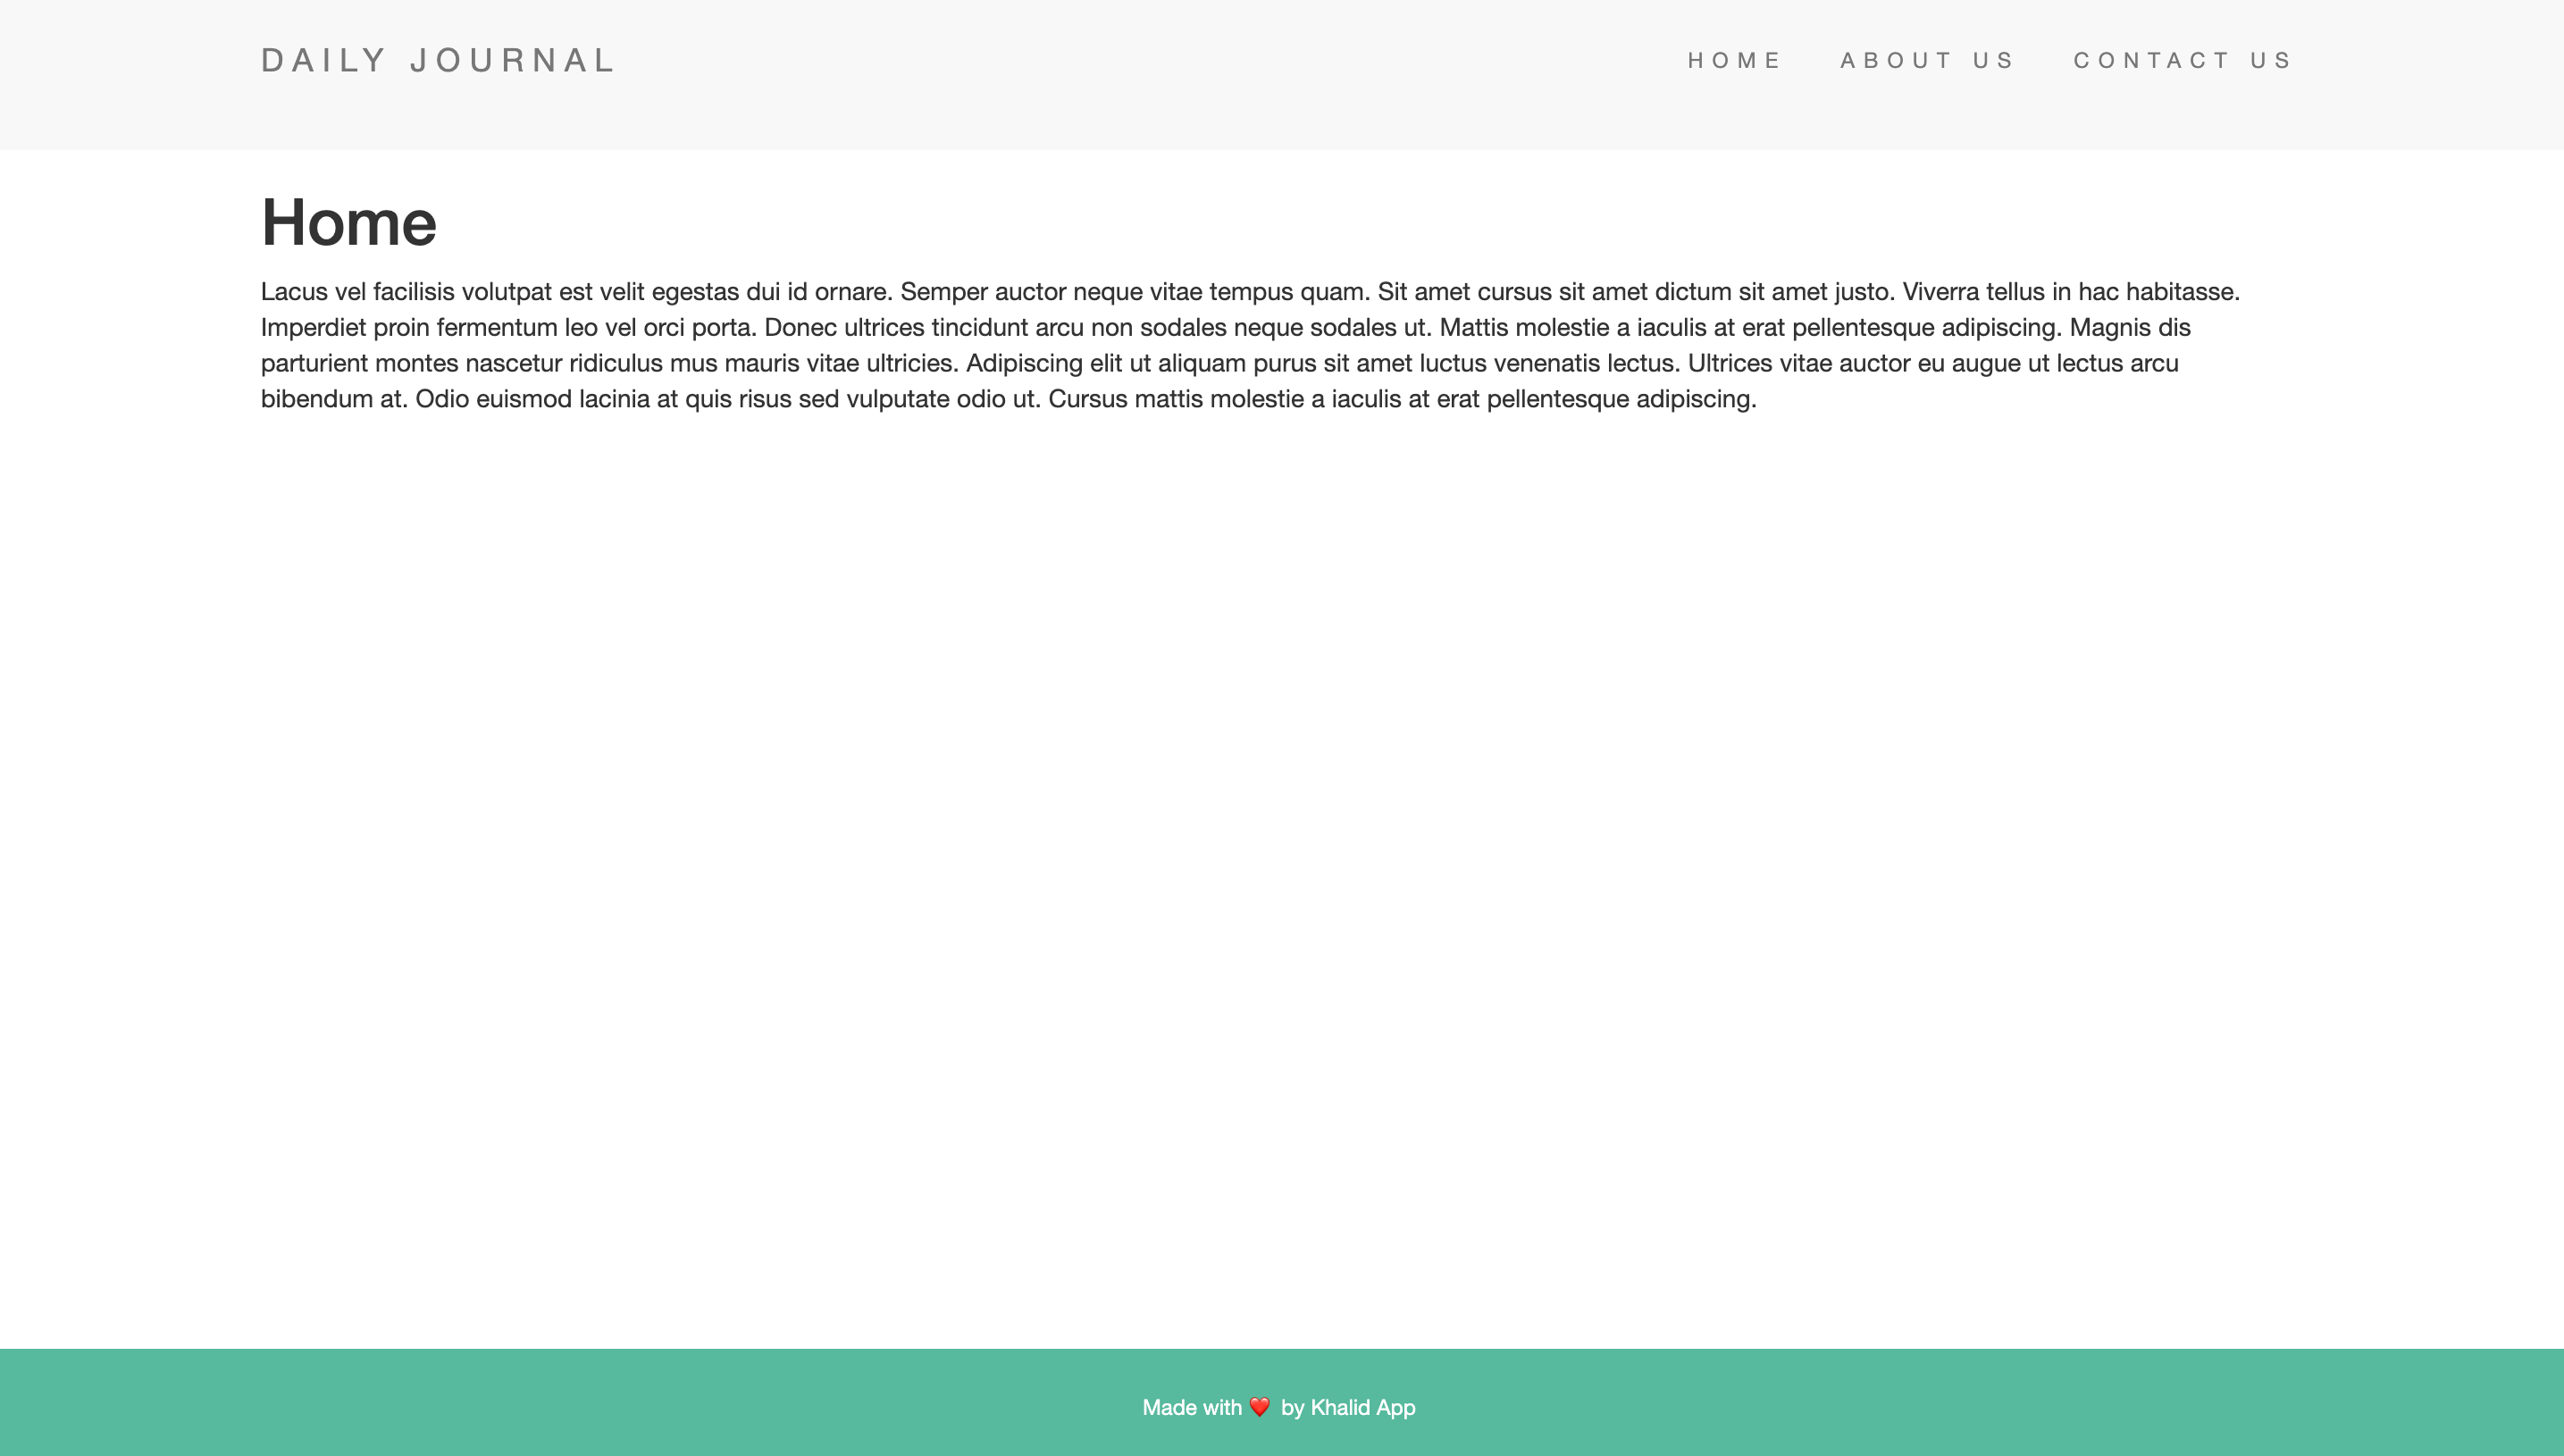 DAILY JOURNAL
HOME ABOUT US CONTACT US
Home
Lacus vel facilisis volutpat est velit egestas dui id ornare. Semper auctor neque vitae tempus quam. Sit amet cursus sit amet dictum sit amet justo. Viverra tellus in hac habitasse.
Imperdiet proin fermentum leo vel orci porta. Donec ultrices tincidunt arcu non sodales neque sodales ut. Mattis molestie a iaculis at erat pellentesque adipiscing. Magnis dis
parturient montes nascetur ridiculus mus mauris vitae ultricies. Adipiscing elit ut aliquam purus sit amet luctus venenatis lectus. Ultrices vitae auctor eu augue ut lectus arcu
bibendum at. Odio euismod lacinia at quis risus sed vulputate odio ut. Cursus mattis molestie a iaculis at erat pellentesque adipiscing.
Made with ❤️ by Khalid App